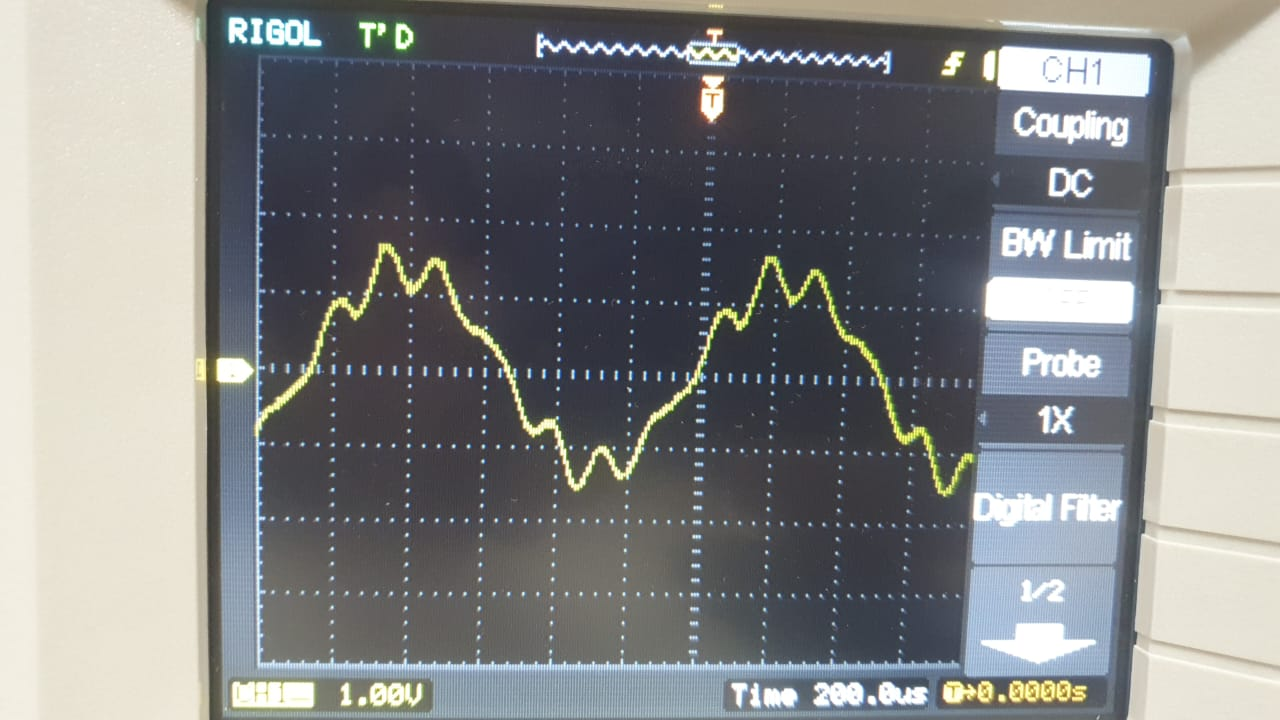 RIGOL T'D
T
T
CH1
Coupling
DC
BW Limit
Probe
1X
Digital Filter
1/2
1.00V Time 200.0us T→0.0000s